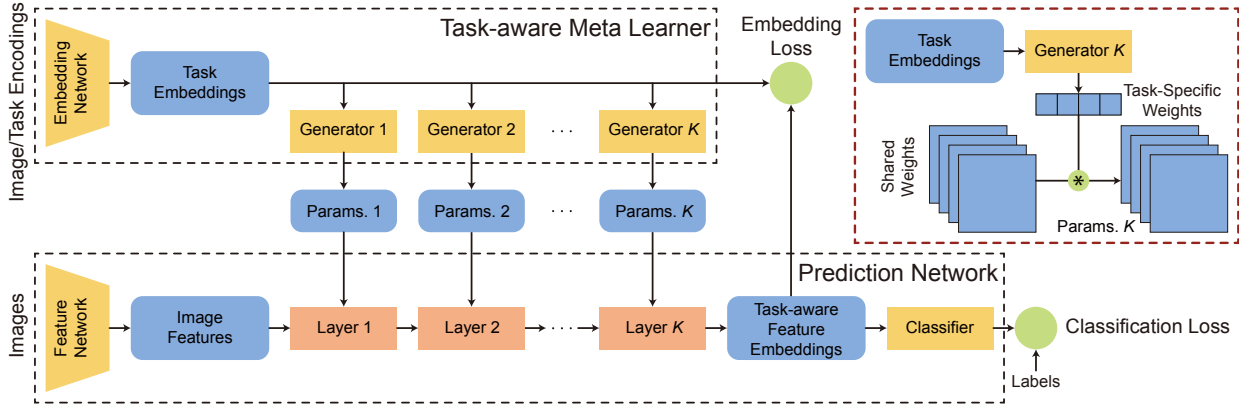 Image/Task Encodings
Embedding
Network
Task
Embeddings
Task-aware Meta Learner
Generator 1
Generator 2
· · ·
Generator K
Embedding
Loss
Params. 1
Params. 2
· · ·
Params. K
Images
Feature
Network
Image
Features
Prediction Network
Layer 1
Layer 2
· · ·
Layer K
Task-aware
Feature
Embeddings
Classifier
Classification Loss
Labels
Task
Embeddings
Generator K
Task-Specific
Weights
Shared
Weights
*
Params. K